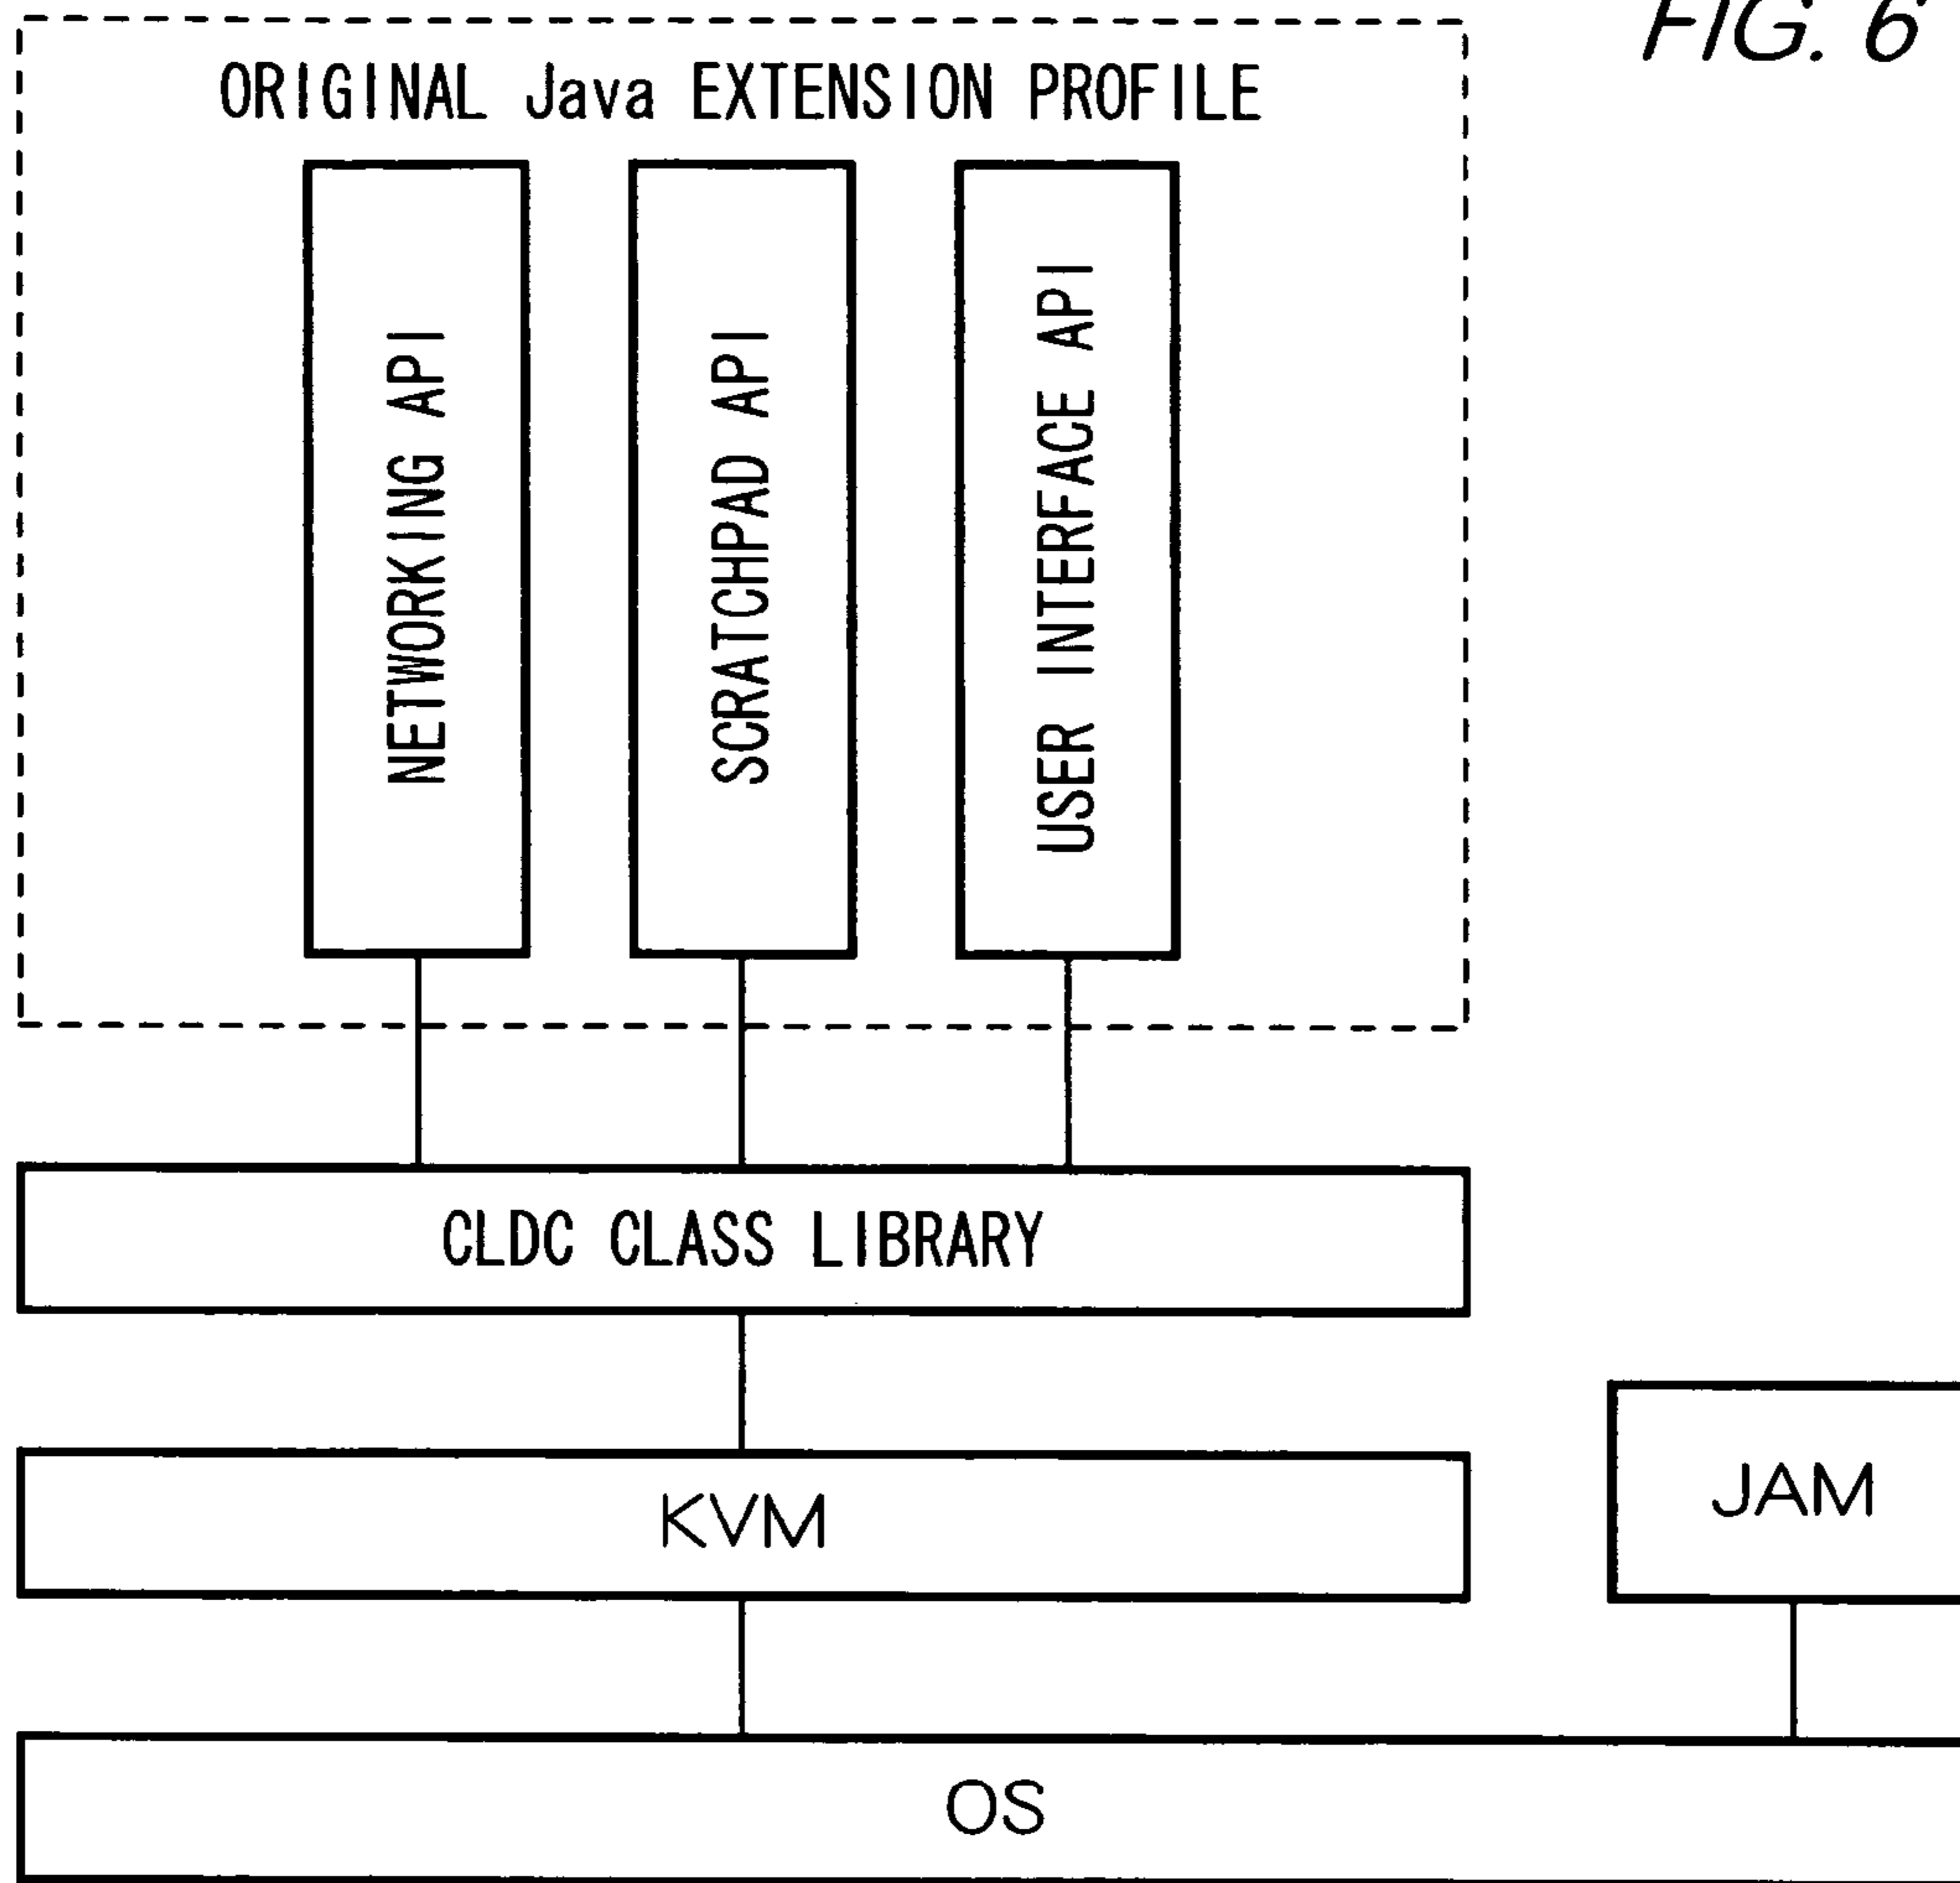 FIG. 6
ORIGINAL Java EXTENSION PROFILE
NETWORKING API
SCRATCHPAD API
USER INTERFACE API
CLDC CLASS LIBRARY
KVM
JAM
OS